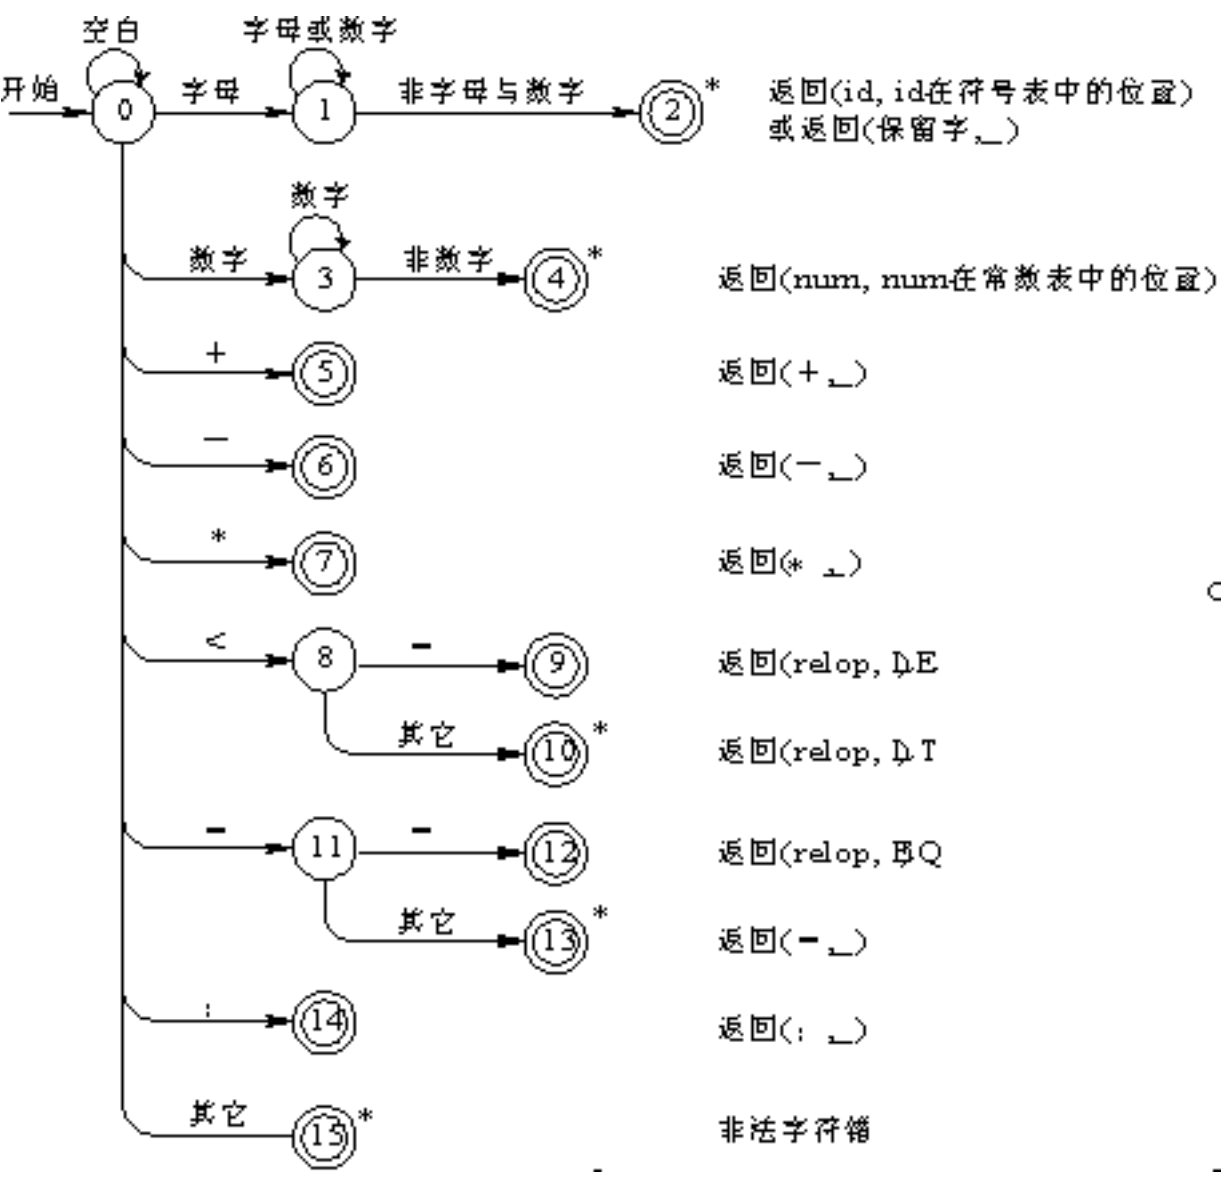 空白
字母或数字
开始
字母
非字母与数字
0
1
2
*
返回(id, id在符号表中的位置)
或返回(保留字,_)
数字
数字
非数字
3
4
*
返回(num, num在常数表中的位置)
+
5
返回(+,_)
—
6
返回(—,_)
*
7
返回(* ,_)
<
8
-
9
返回(relop, LE)
其它
10
*
返回(relop, LT)
-
11
-
12
返回(relop, EQ)
其它
13
*
返回(-,_)
;
14
返回(; ,_)
其它
15
*
非法字符错